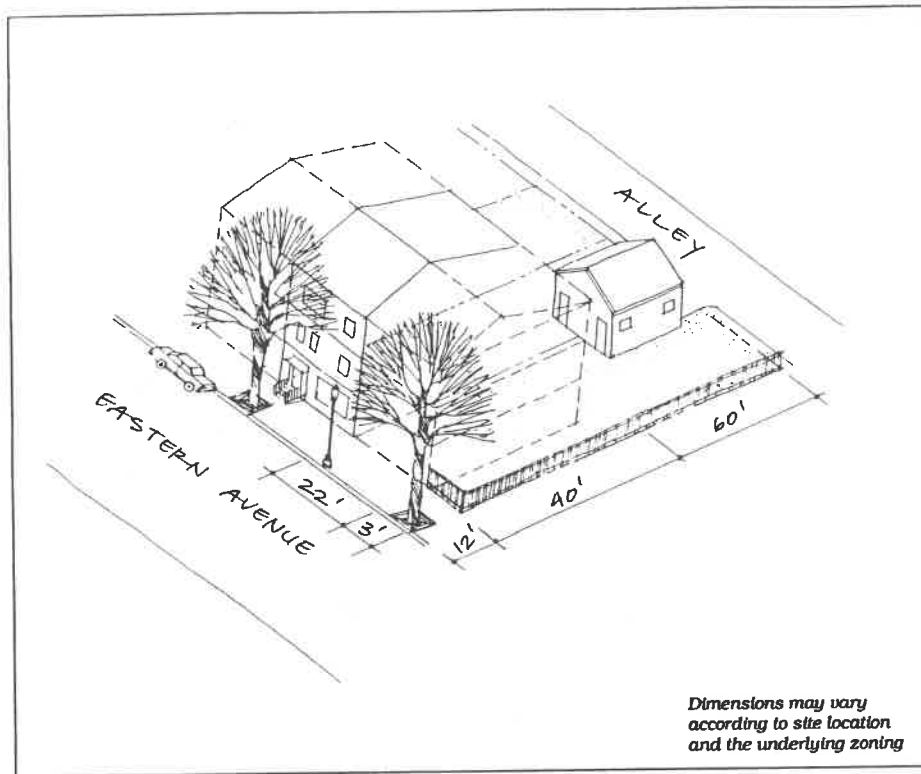 ALLEY
EASTERN AVENUE
22'
3'
12'
40'
60'
Dimensions may vary
according to site location
and the underlying zoning